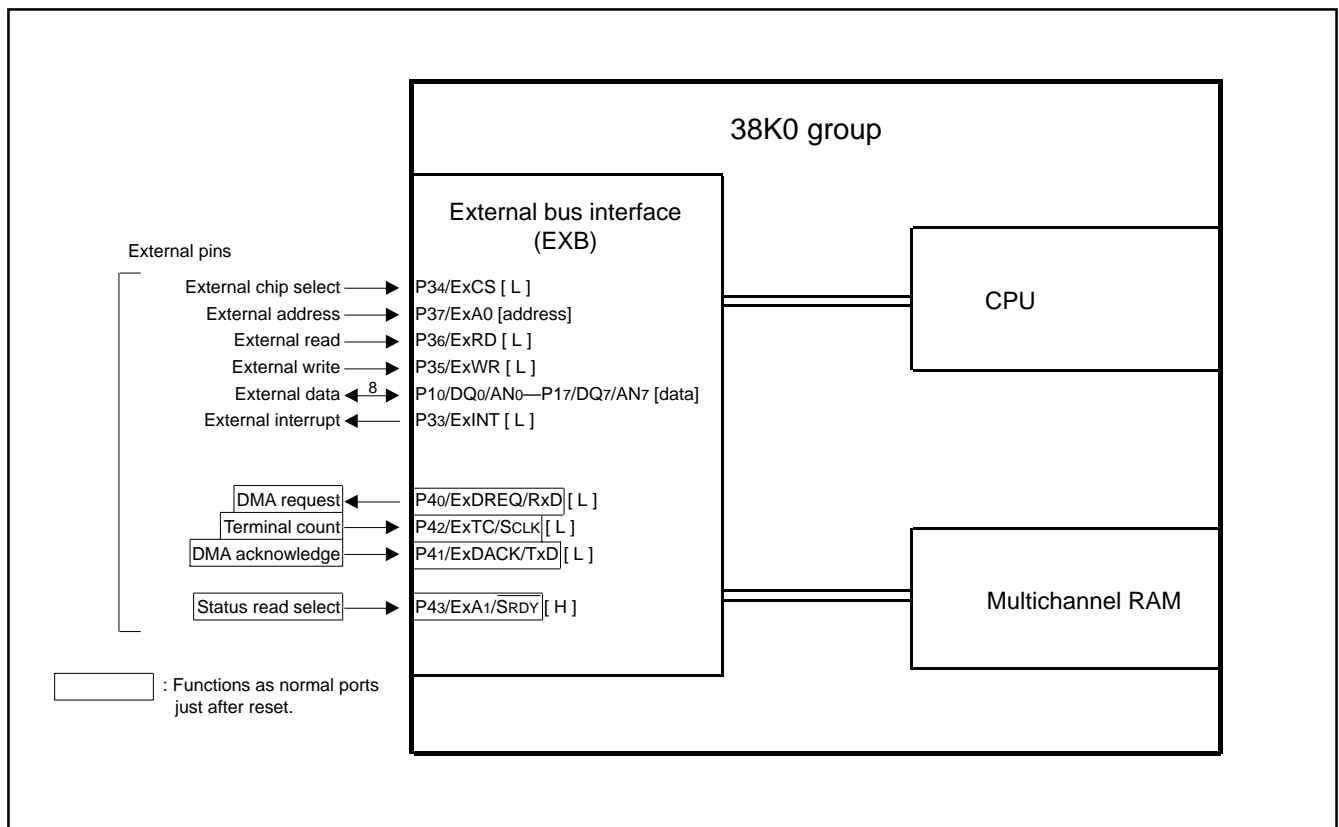 38K0 group
External bus interface
(EXB)
External pins
External chip select P34/ExCS [ L ]
External address P37/ExA0 [address]
External read P36/ExRD [ L ]
External write P35/ExWR [ L ]
External data 8 P10/DQ0/AN0—P17/DQ7/AN7 [data]
External interrupt P33/ExINT [ L ]
CPU
DMA request P40/ExDREQ/RxD [ L ]
Terminal count P42/ExTC/SCLK [ L ]
DMA acknowledge P41/ExDACK/TxD [ L ]
Status read select P43/ExA1/S̅R̅D̅Y̅ [ H ]
Multichannel RAM
: Functions as normal ports
just after reset.